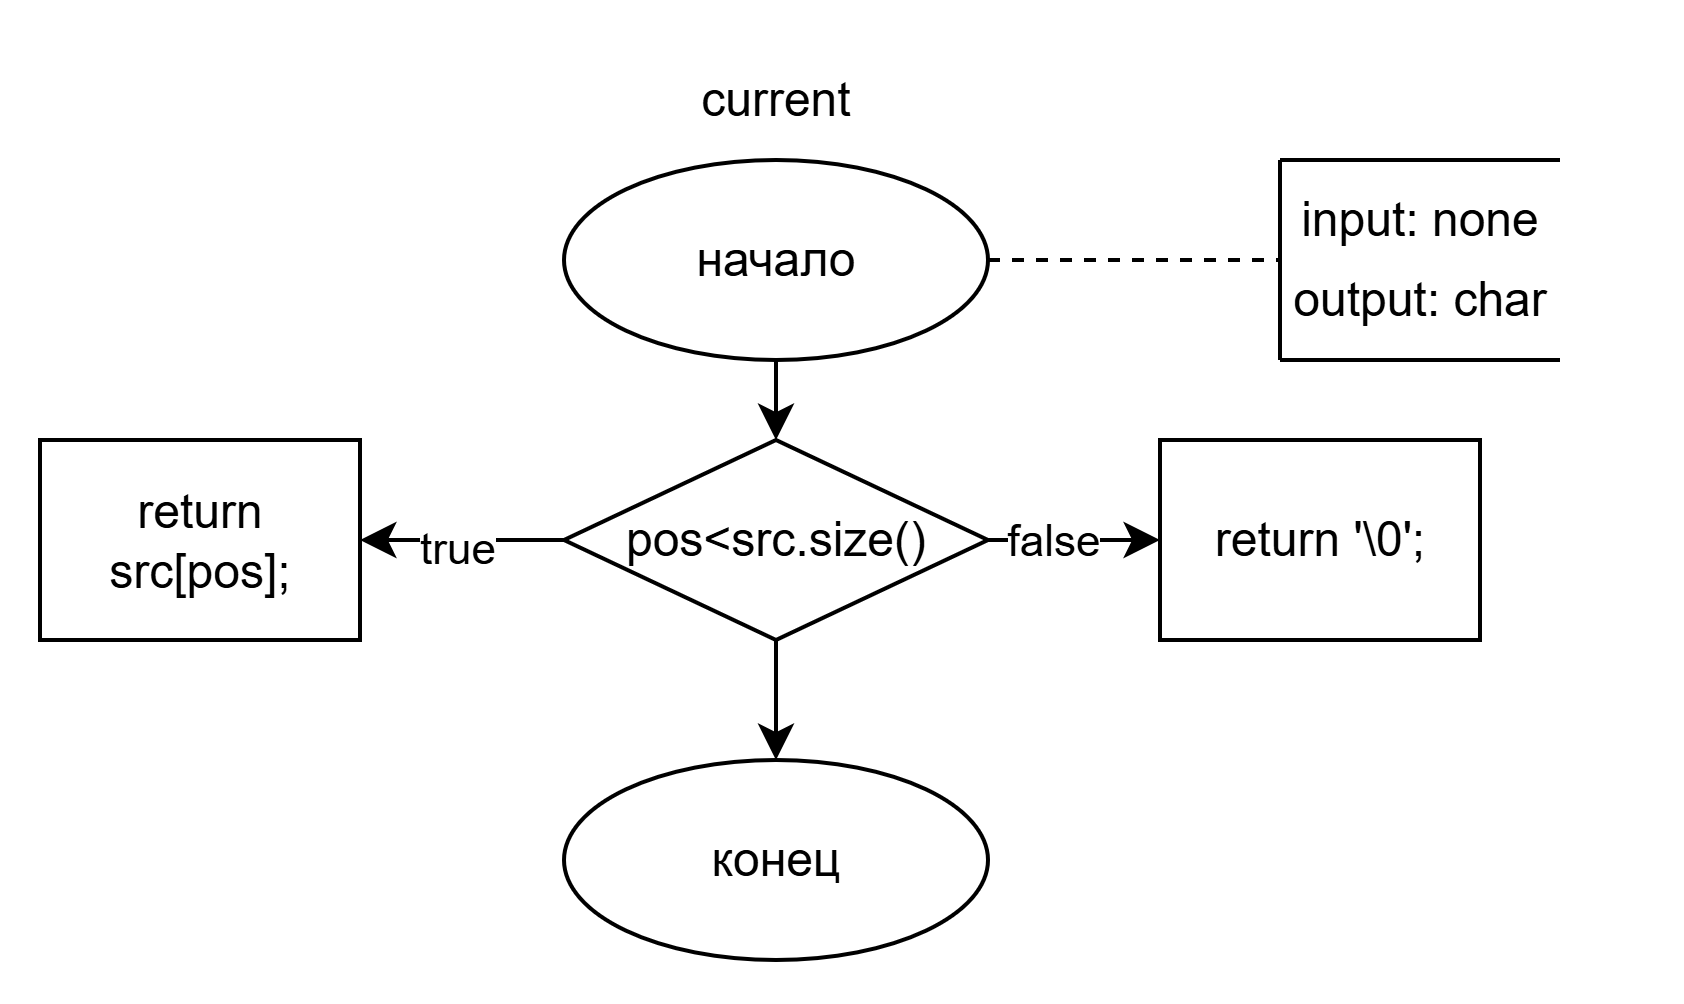 current
начало
input: none
output: char
return
src[pos];
true
pos<src.size()
false
return '\0';
конец